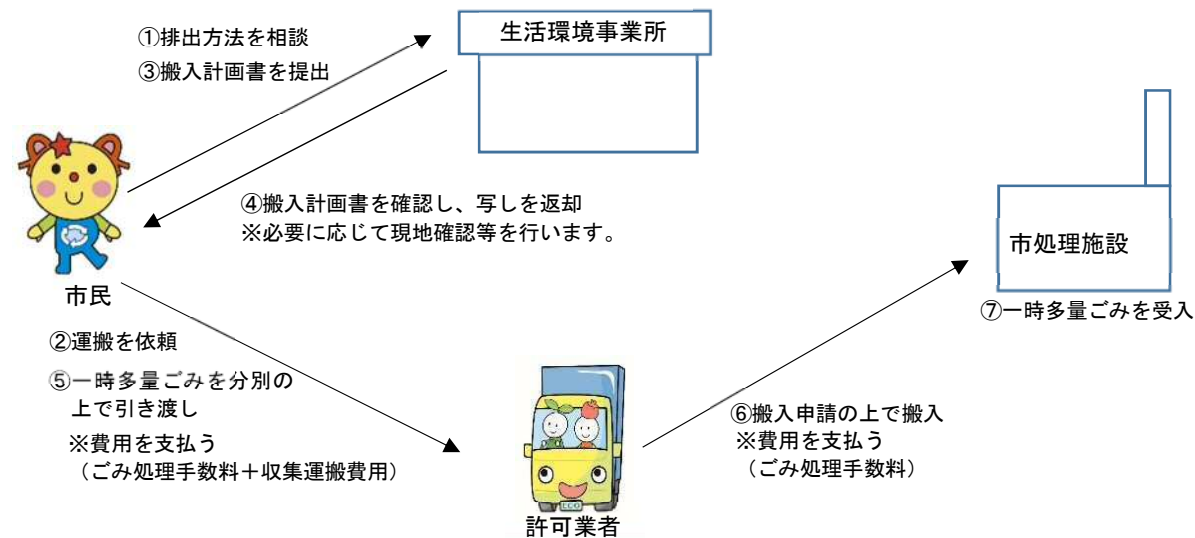 生活環境事業所
①排出方法を相談
③搬入計画書を提出
④搬入計画書を確認し、写しを返却
※必要に応じて現地確認等を行います。
市処理施設
⑦一時多量ごみを受入
市民
②運搬を依頼
⑤一時多量ごみを分別の
上で引き渡し
※費用を支払う
（ごみ処理手数料＋収集運搬費用）
⑥搬入申請の上で搬入
※費用を支払う
（ごみ処理手数料）
ECO
許可業者